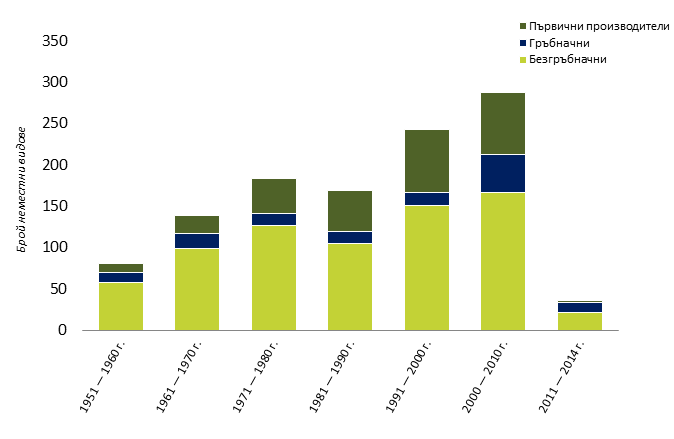 Първични производители
Гръбначни
Безгръбначни
350
300
250
200
150
100
50
0
Брой неместни видове
1951 — 1960 г.
1961 — 1970 г.
1971 — 1980 г.
1981 — 1990 г.
1991 — 2000 г.
2000 — 2010 г.
2011 — 2014 г.